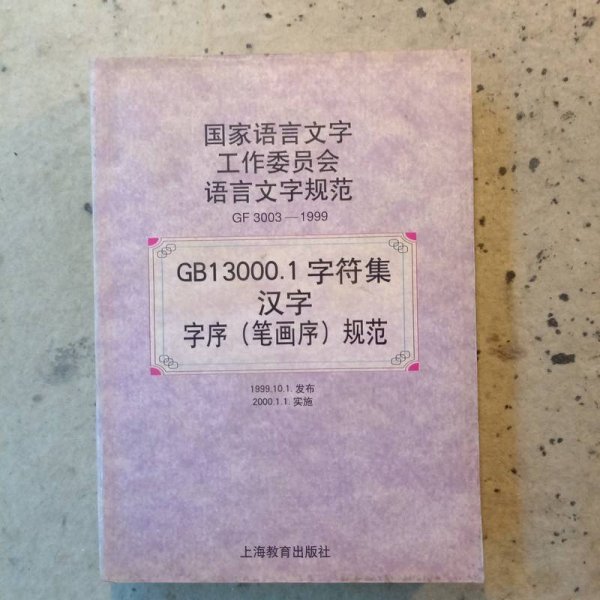 国家语言文字
工作委员会
语言文字规范
GF 3003—1999
GB13000.1 字符集
汉字
字序（笔画序）规范
1999.10.1. 发布
2000.1.1. 实施
上海教育出版社